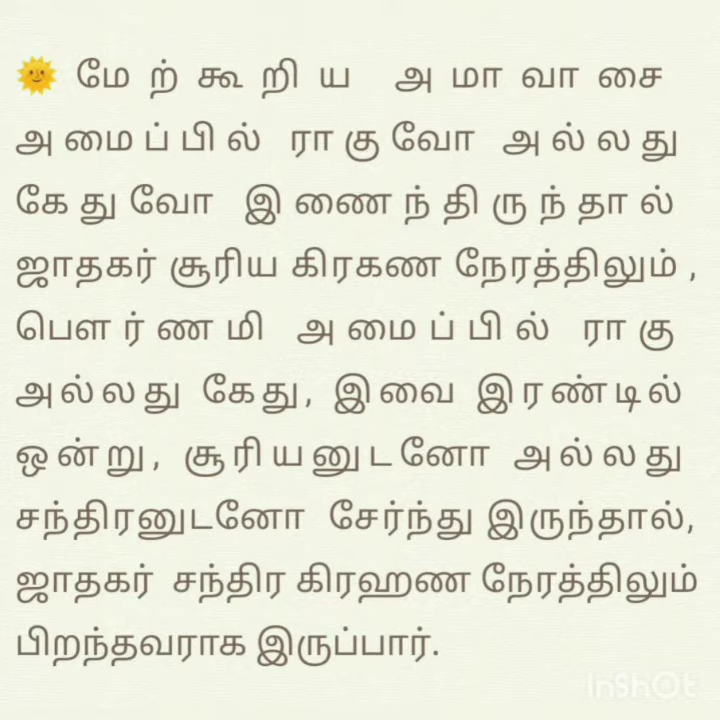 🌞 மேற்கூறிய அமாவாசை
அமைப்பில் ராகுவோ அல்லது
கேதுவோ இணைந்திருந்தால்
ஜாதகர் சூரிய கிரகண நேரத்திலும்,
பௌர்ணமி அமைப்பில் ராகு
அல்லது கேது, இவை இரண்டில்
ஒன்று, சூரியனுடனோ அல்லது
சந்திரனுடனோ சேர்ந்து இருந்தால்,
ஜாதகர் சந்திர கிரஹண நேரத்திலும்
பிறந்தவராக இருப்பார்.
InShOt